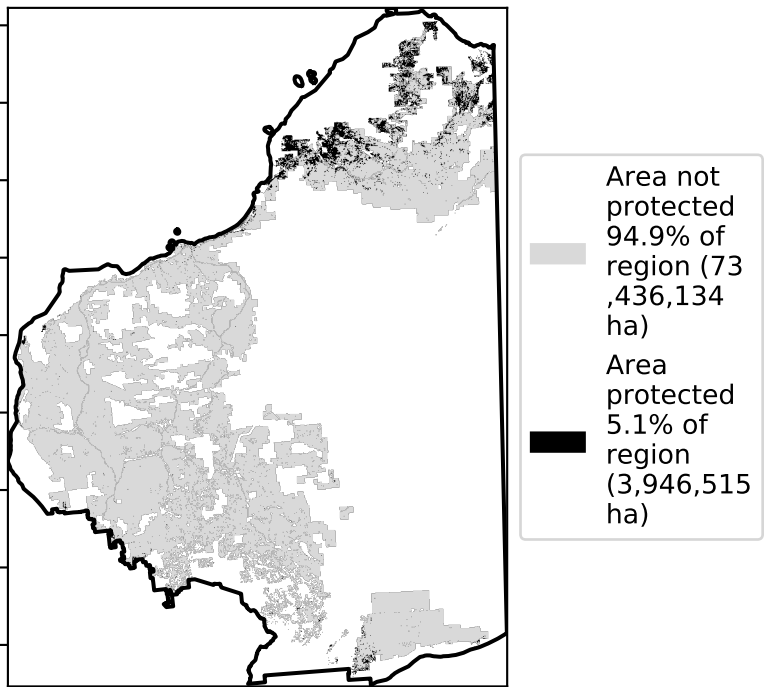 Area not
protected
94.9% of
region (73
,436,134
ha)
Area
protected
5.1% of
region
(3,946,515
ha)